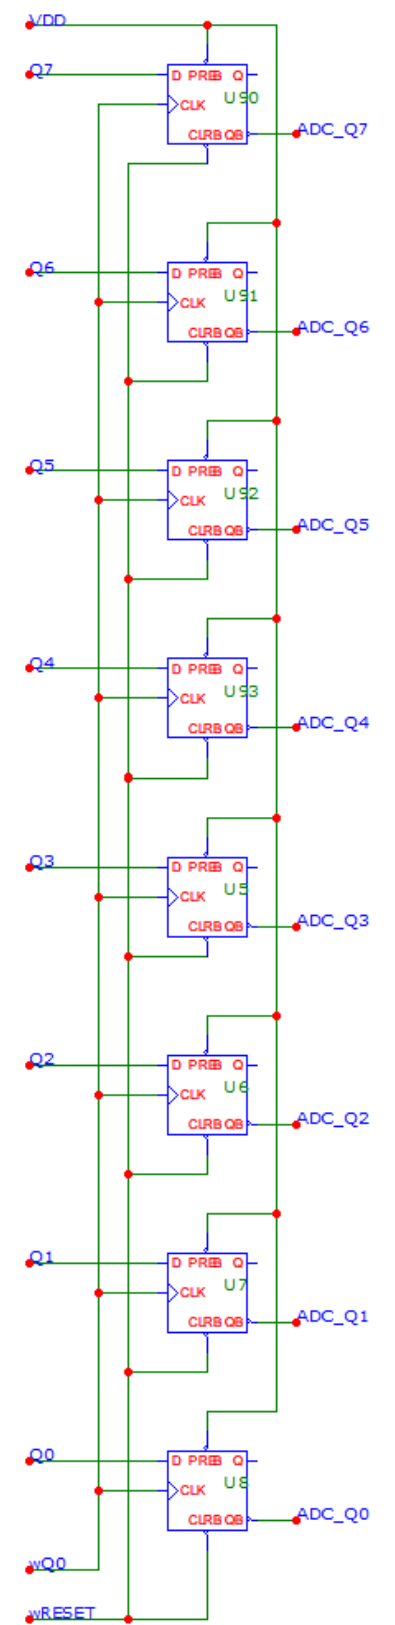 VDD
Q7
D PREB Q
U90
CLK
CLRB QB
ADC_Q7
Q6
D PREB Q
U91
CLK
CLRB QB
ADC_Q6
Q5
D PREB Q
U92
CLK
CLRB QB
ADC_Q5
Q4
D PREB Q
U93
CLK
CLRB QB
ADC_Q4
Q3
D PREB Q
U5
CLK
CLRB QB
ADC_Q3
Q2
D PREB Q
U6
CLK
CLRB QB
ADC_Q2
Q1
D PREB Q
U7
CLK
CLRB QB
ADC_Q1
Q0
D PREB Q
U8
CLK
CLRB QB
ADC_Q0
wQ0
wRESET